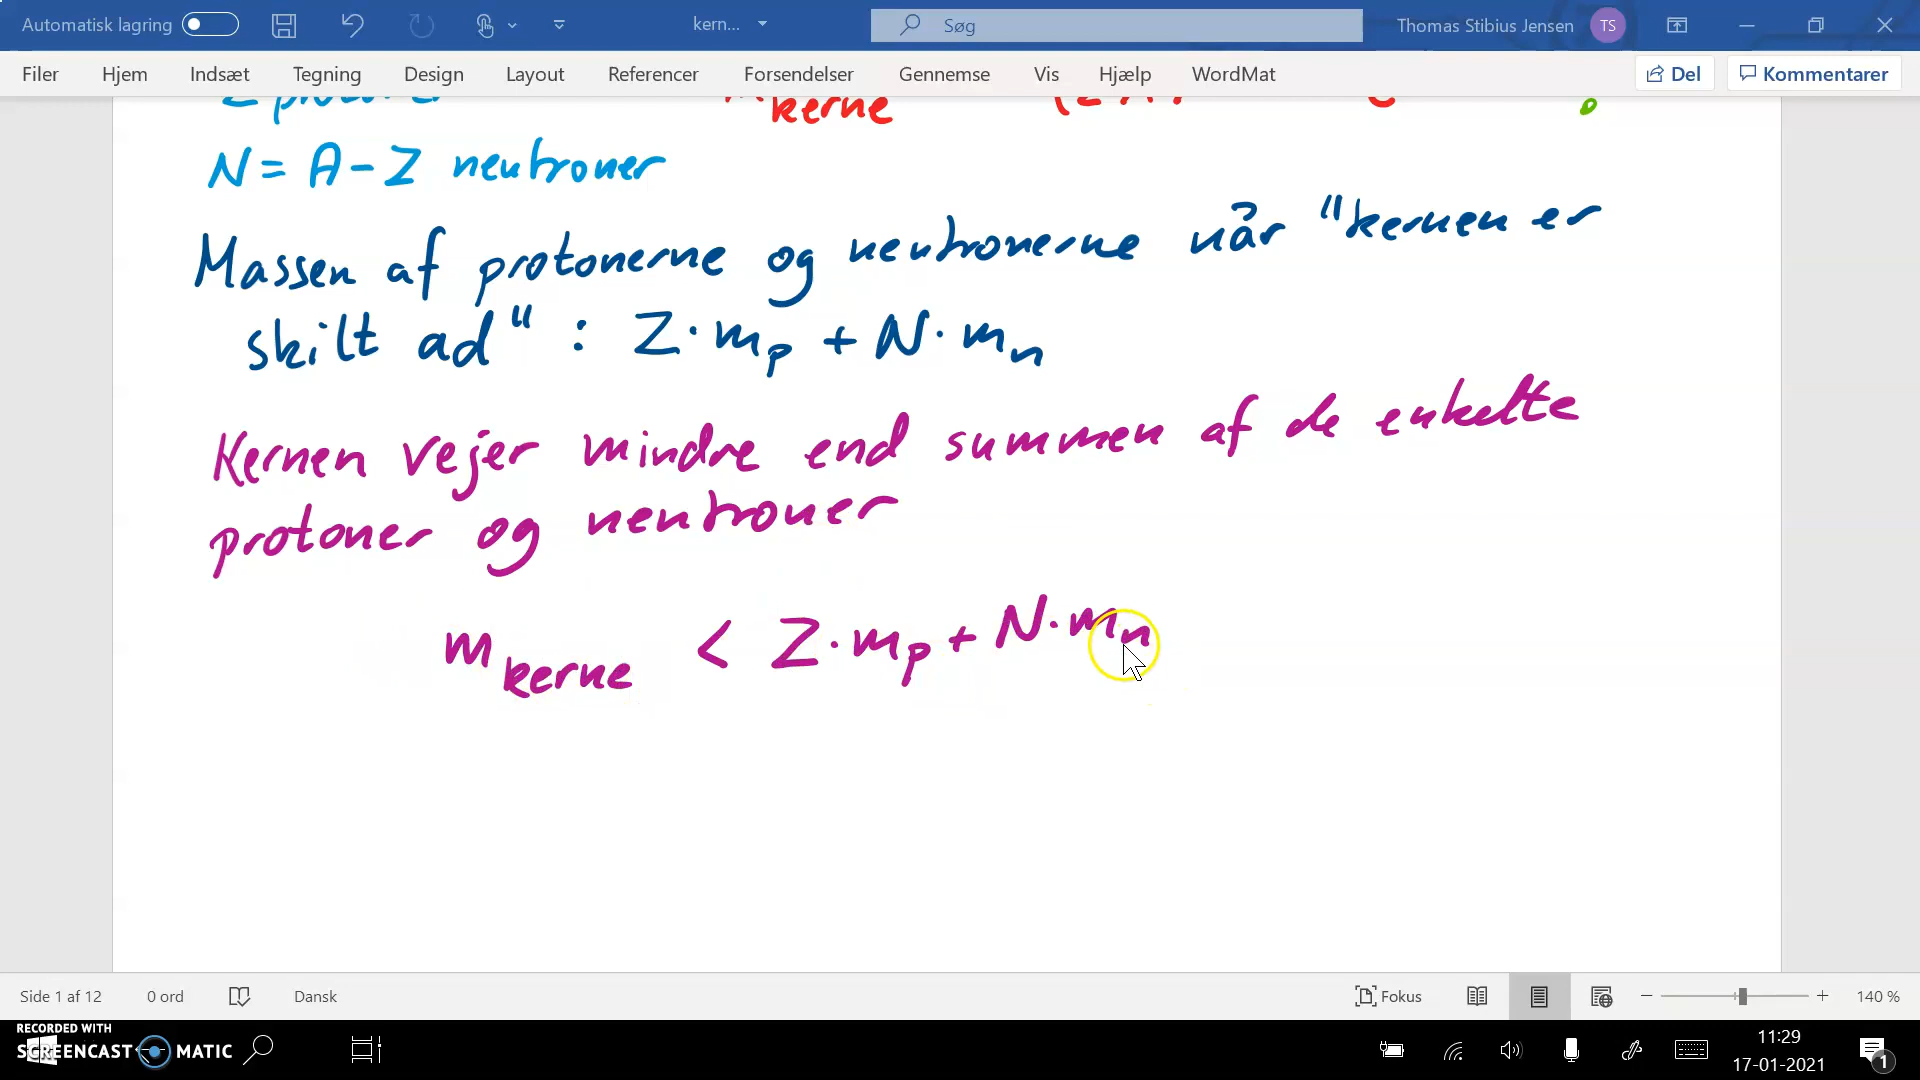 Automatisk lagring
kern...
Søg
Thomas Stibius Jensen
TS
Filer Hjem Indsæt Tegning Design Layout Referencer Forsendelser Gennemse Vis Hjælp WordMat
Del
Kommentarer
Z protoner
kerne
N = A - Z neutroner
Massen af protonerne og neutronerne når "kernen er
skilt ad" : Z · mp + N · mn
Kernen vejer mindre end summen af de enkelte
protoner og neutroner
m kerne < Z · mp + N · mn
Side 1 af 12 0 ord Dansk Fokus 140 %
RECORDED WITH
SCREENCAST MATIC
11:29
17-01-2021
1